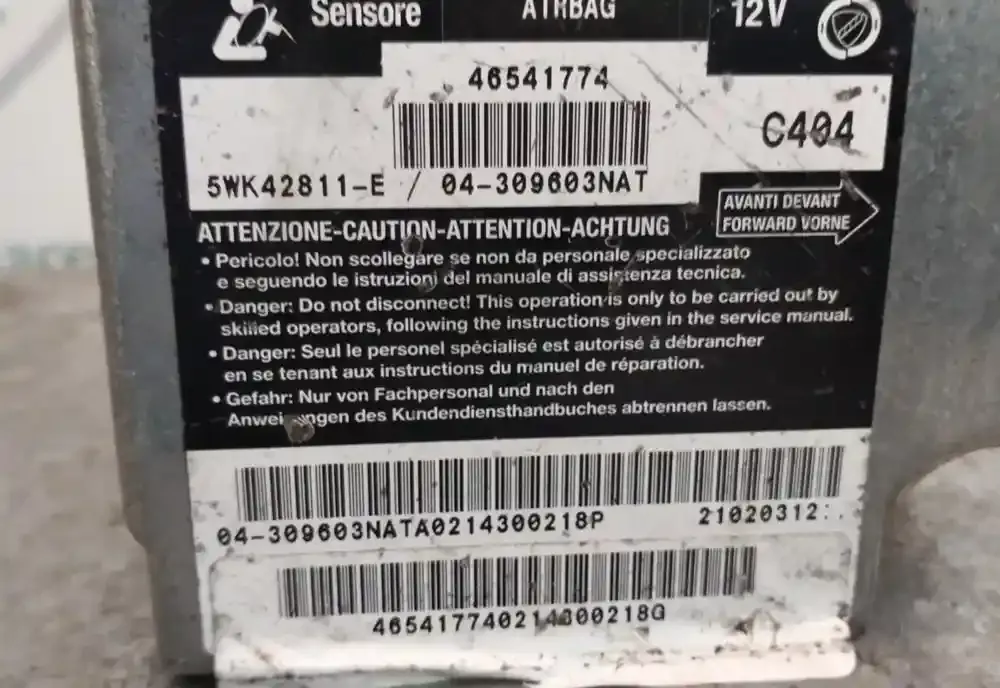 Sensore
AIRBAG
12V
46541774
C404
5WK42811-E / 04-309603NAT
AVANTI DEVANT
FORWARD VORNE
ATTENZIONE-CAUTION-ATTENTION-ACHTUNG
• Pericolo! Non scollegare se non da personale specializzato
e seguendo le istruzioni del manuale di assistenza tecnica.
• Danger: Do not disconnect! This operation is only to be carried out by
skilled operators, following the instructions given in the service manual.
• Danger: Seul le personel spécialisé est autorisé à débrancher
en se tenant aux instructions du manuel de réparation.
• Gefahr: Nur von Fachpersonal und nach den
Anweisungen des Kundendiensthandbuches abtrennen lassen.
04-309603NATA0214300218P
21020312:.
465417740214300218G